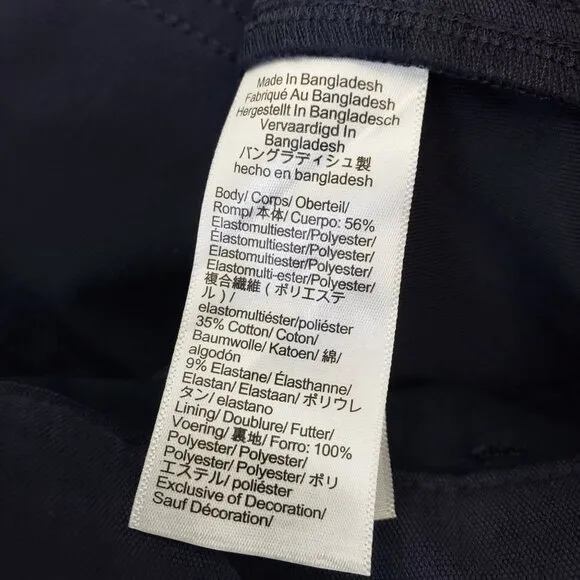 Made In Bangladesh
Fabriqué Au Bangladesh
Hergestellt In Bangladesch
Vervaardigd In
Bangladesh
バングラディシュ製
hecho en bangladesh
Body/ Corps/ Oberteil/
Romp/ 本体/ Cuerpo: 56%
Elastomultiester/Polyester/
Élastomultiester/Polyester/
Elastomultiester/Polyester/
Elastomulti-ester/Polyester/
複合繊維 ( ポリエステ
ル ) /
elastomultiéster/poliéster
35% Cotton/ Coton/
Baumwolle/ Katoen/ 綿/
algodón
9% Elastane/ Élasthanne/
Elastan/ Elastaan/ ポリウレ
タン/ elastano
Lining/ Doublure/ Futter/
Voering/ 裏地/ Forro: 100%
Polyester/ Polyester/
Polyester/ Polyester/ ポリ
エステル/ poliéster
Exclusive of Decoration/
Sauf Décoration/